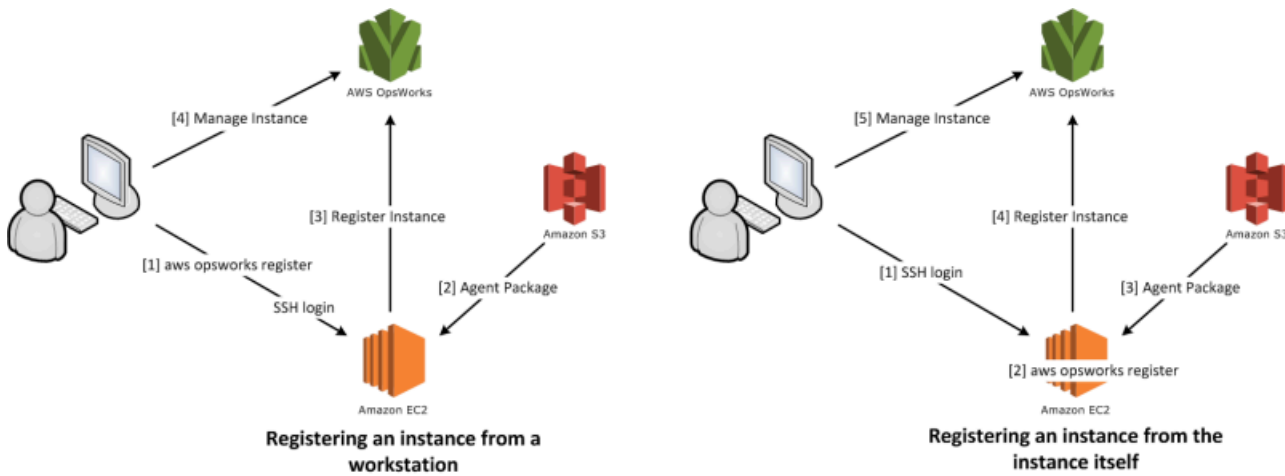 AWS OpsWorks
[4] Manage Instance
[3] Register Instance
Amazon S3
[1] aws opsworks register
SSH login
[2] Agent Package
Amazon EC2
Registering an instance from a
workstation
AWS OpsWorks
[5] Manage Instance
[4] Register Instance
Amazon S3
[1] SSH login
[3] Agent Package
[2] aws opsworks register
Amazon EC2
Registering an instance from the
instance itself